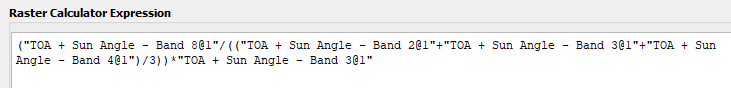 Raster Calculator Expression
("TOA + Sun Angle - Band 8@1"/(("TOA + Sun Angle - Band 2@1"+"TOA + Sun Angle - Band 3@1"+"TOA + Sun
Angle - Band 4@1")/3))*"TOA + Sun Angle - Band 3@1"